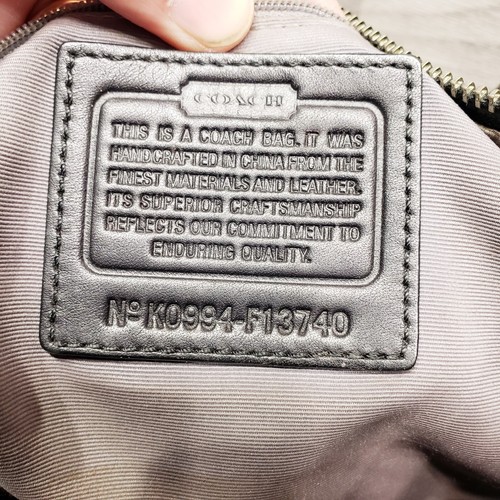 COACH
THIS IS A COACH BAG. IT WAS
HANDCRAFTED IN CHINA FROM THE
FINEST MATERIALS AND LEATHER.
ITS SUPERIOR CRAFTSMANSHIP
REFLECTS OUR COMMITMENT TO
ENDURING QUALITY.
Nº K0994-F13740